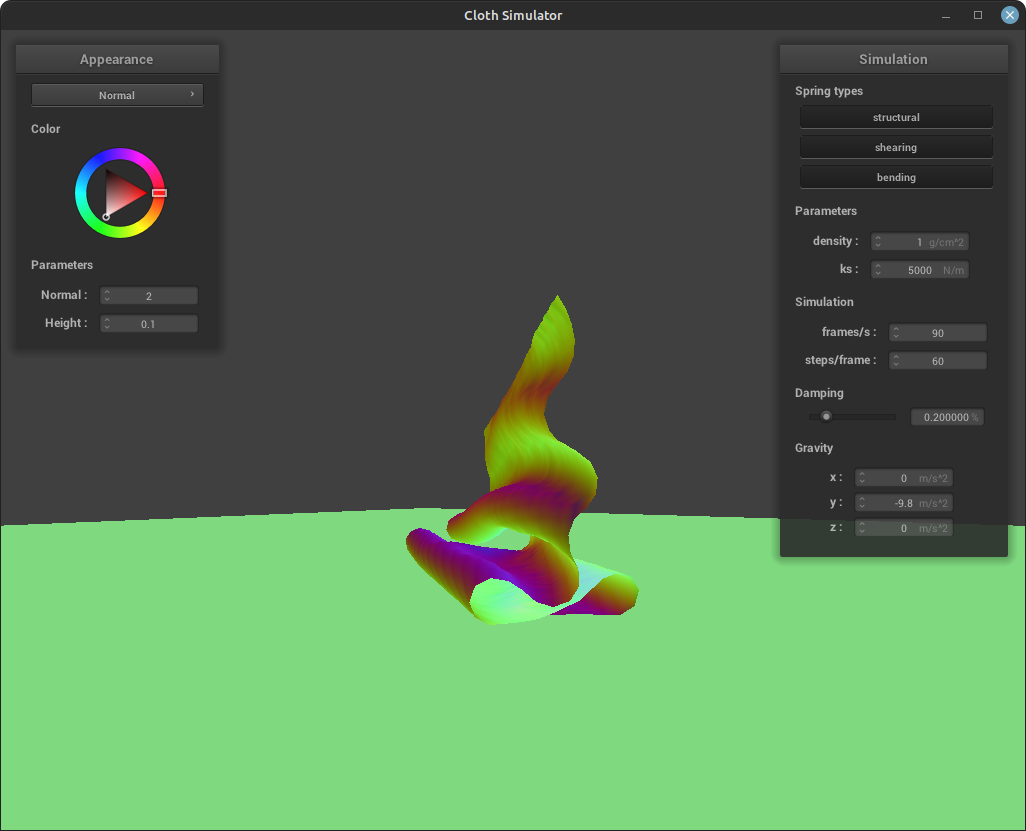 Cloth Simulator
Appearance
Normal
Color
Parameters
Normal : 2
Height : 0.1
Simulation
Spring types
structural
shearing
bending
Parameters
density : 1 g/cm^2
ks : 5000 N/m
Simulation
frames/s : 90
steps/frame : 60
Damping
0.200000 %
Gravity
x : 0 m/s^2
y : -9.8 m/s^2
z : 0 m/s^2